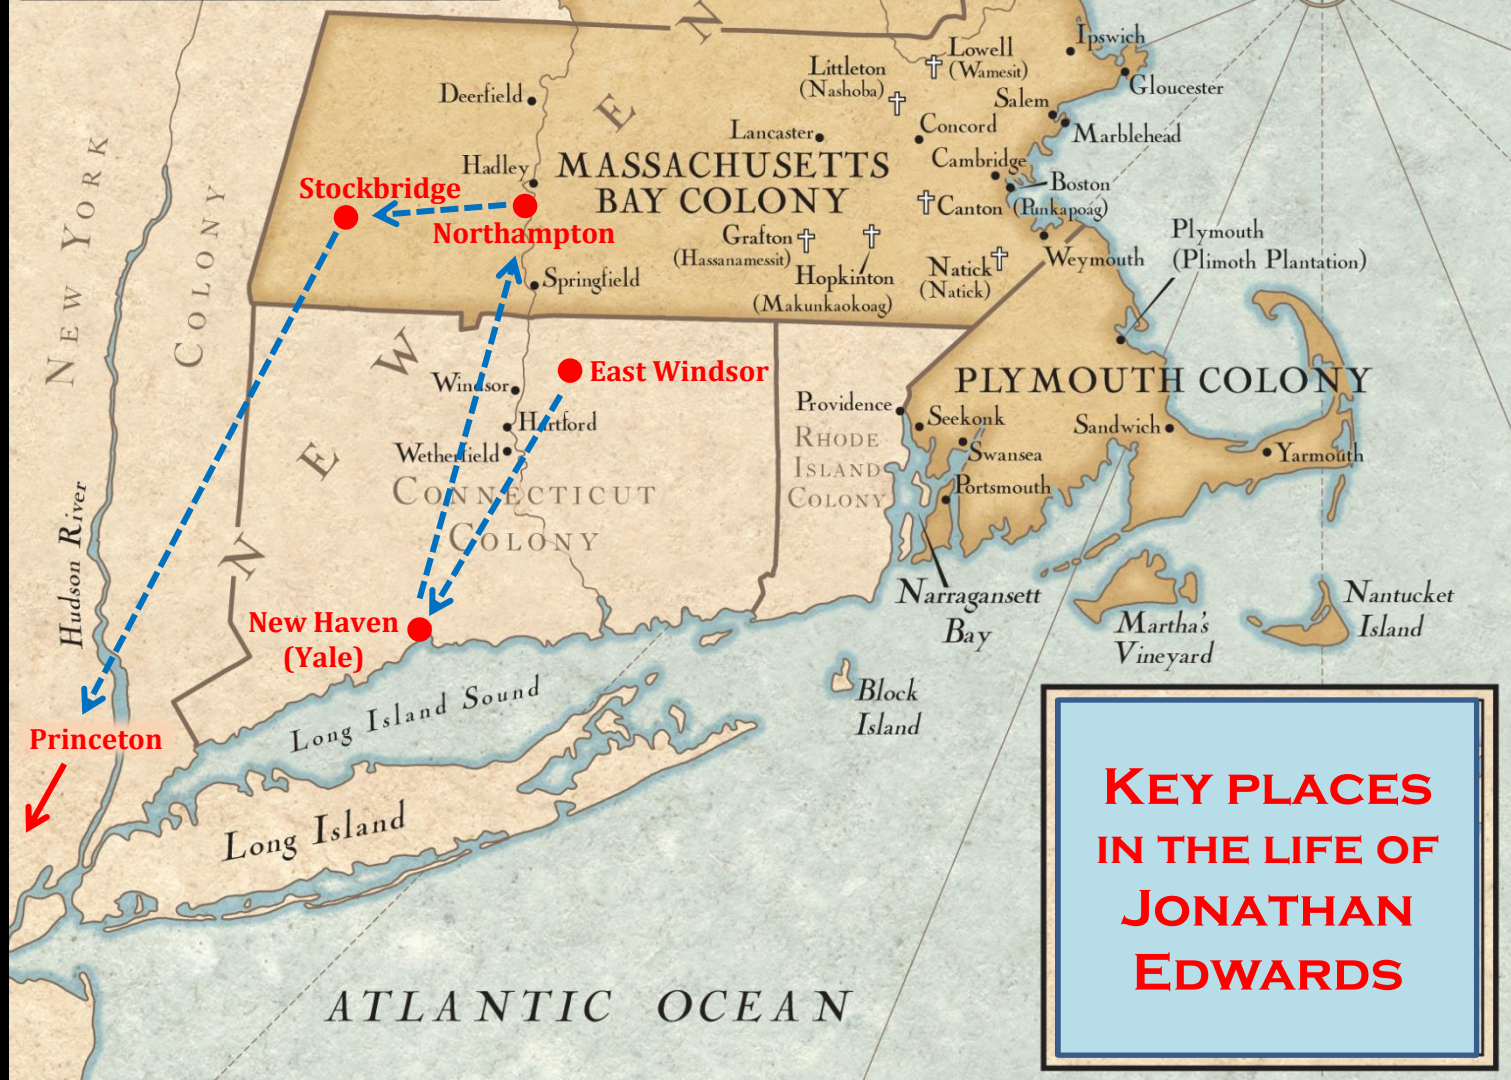 Ipswich
Lowell
(Wamesit)
Littleton
(Nashoba)
Gloucester
Deerfield
Salem
Marblehead
Lancaster
Concord
Cambridge
Hadley
MASSACHUSETTS
BAY COLONY
Boston
Canton (Punkapoag)
Stockbridge
Northampton
Grafton
(Hassanamessit)
Hopkinton
(Makunkaokoag)
Natick
(Natick)
Weymouth
Plymouth
(Plimoth Plantation)
Springfield
NEW YORK
COLONY
NEW EN
East Windsor
Windsor
Hartford
Wethersfield
CONNECTICUT
COLONY
Providence
RHODE
ISLAND
COLONY
PLYMOUTH COLONY
Seekonk
Swansea
Portsmouth
Sandwich
Yarmouth
Hudson River
New Haven
(Yale)
Narragansett
Bay
Martha's
Vineyard
Nantucket
Island
Block
Island
Long Island Sound
Princeton
Long Island
ATLANTIC OCEAN
KEY PLACES
IN THE LIFE OF
JONATHAN
EDWARDS